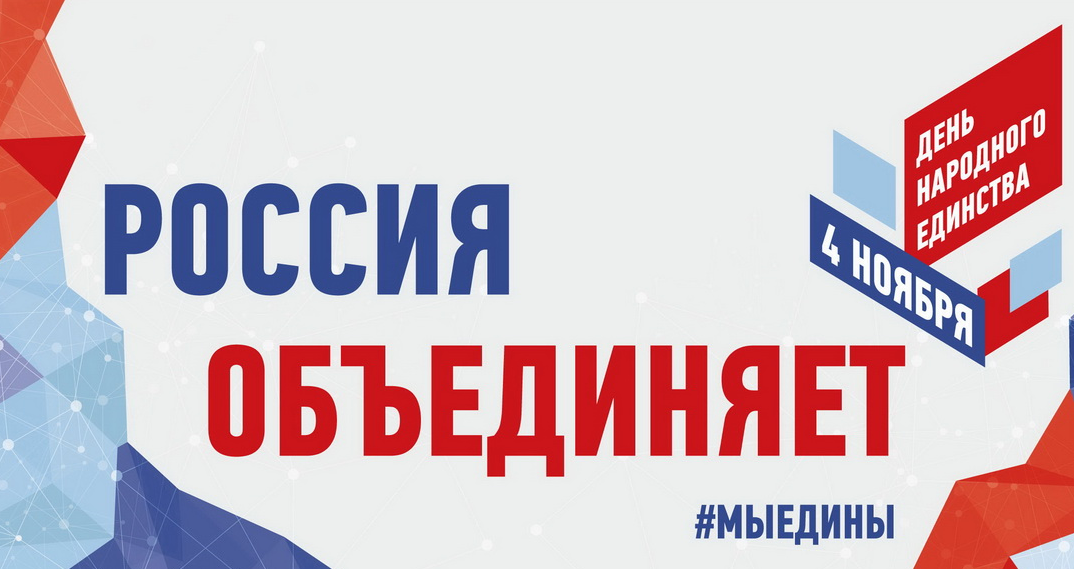 РОССИЯ
ОБЪЕДИНЯЕТ
ДЕНЬ
НАРОДНОГО
ЕДИНСТВА
4 НОЯБРЯ
#МЫЕДИНЫ